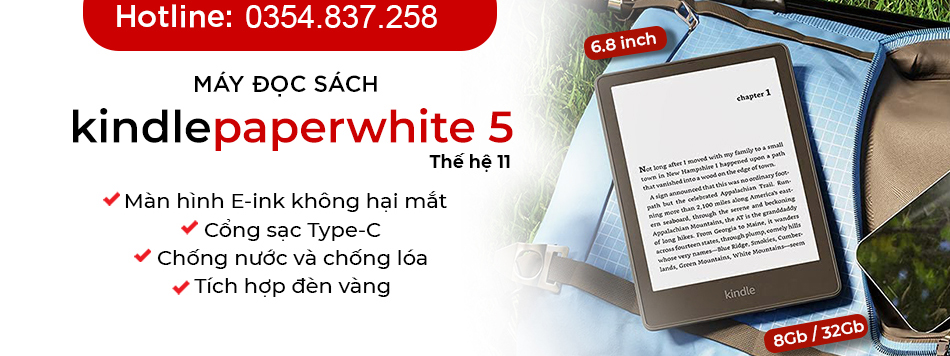 Hotline: 0354.837.258
MÁY ĐỌC SÁCH
kindlepaperwhite 5
Thế hệ 11
Màn hình E-ink không hại mắt
Cổng sạc Type-C
Chống nước và chống lóa
Tích hợp đèn vàng
6.8 inch
chapter 1
Not long after I moved with my family to a small
town in New Hampshire I happened upon a path
that vanished into a wood on the edge of town.
A sign announced that this was no ordinary foot-
path but the celebrated Appalachian Trail. Run-
ning more than 2,100 miles along America's east-
ern seaboard, through the serene and beckoning
Appalachian Mountains, the AT is the granddaddy
of long hikes. From Georgia to Maine, it wanders
across fourteen states, through plump, comely hills
whose very names—Blue Ridge, Smokies, Cumber-
lands, Green Mountains, White Mountains—seem
kindle
8Gb / 32Gb